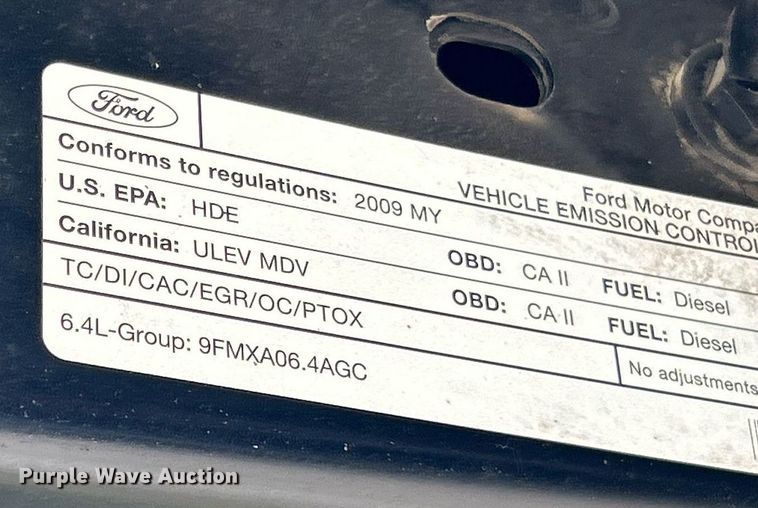 Ford
Ford Motor Compa
VEHICLE EMISSION CONTROL
Conforms to regulations: 2009 MY
U.S. EPA: HDE OBD: CA II FUEL: Diesel
California: ULEV MDV OBD: CA II FUEL: Diesel
TC/DI/CAC/EGR/OC/PTOX No adjustments
6.4L-Group: 9FMXA06.4AGC
Purple Wave Auction